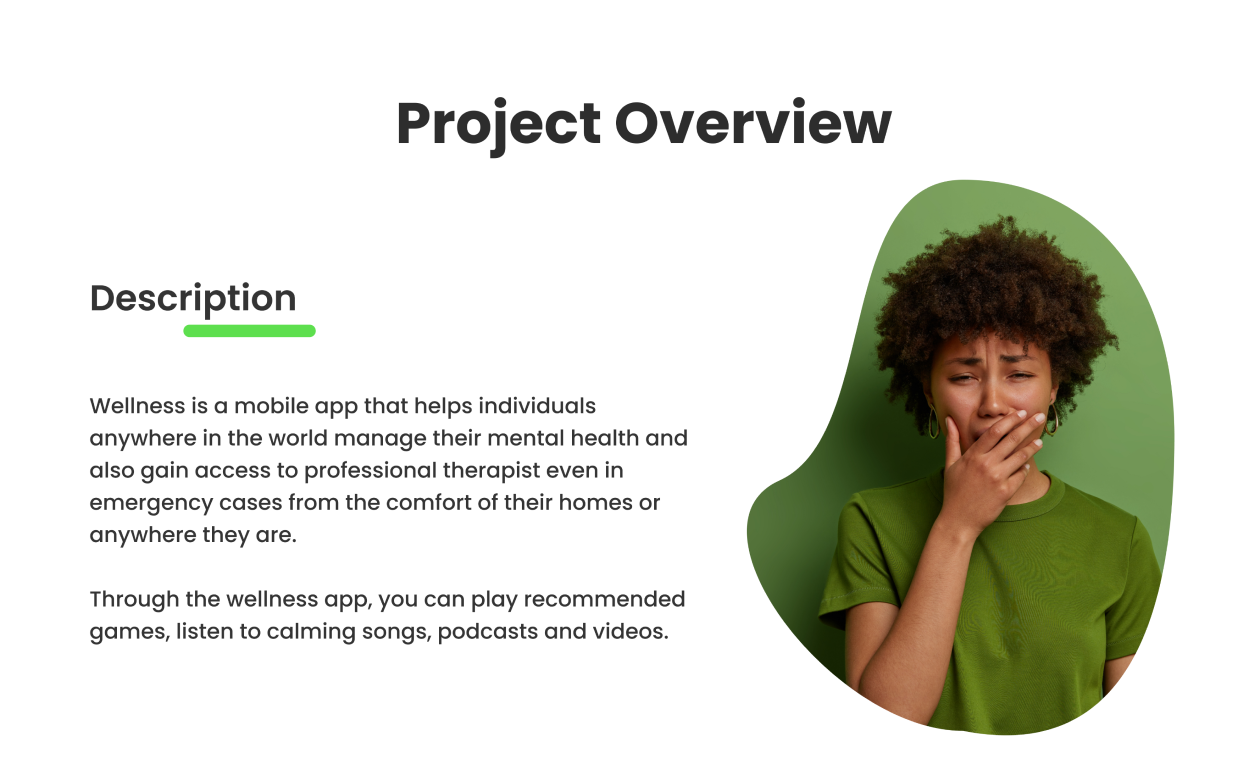 Project Overview
Description
Wellness is a mobile app that helps individuals
anywhere in the world manage their mental health and
also gain access to professional therapist even in
emergency cases from the comfort of their homes or
anywhere they are.
Through the wellness app, you can play recommended
games, listen to calming songs, podcasts and videos.